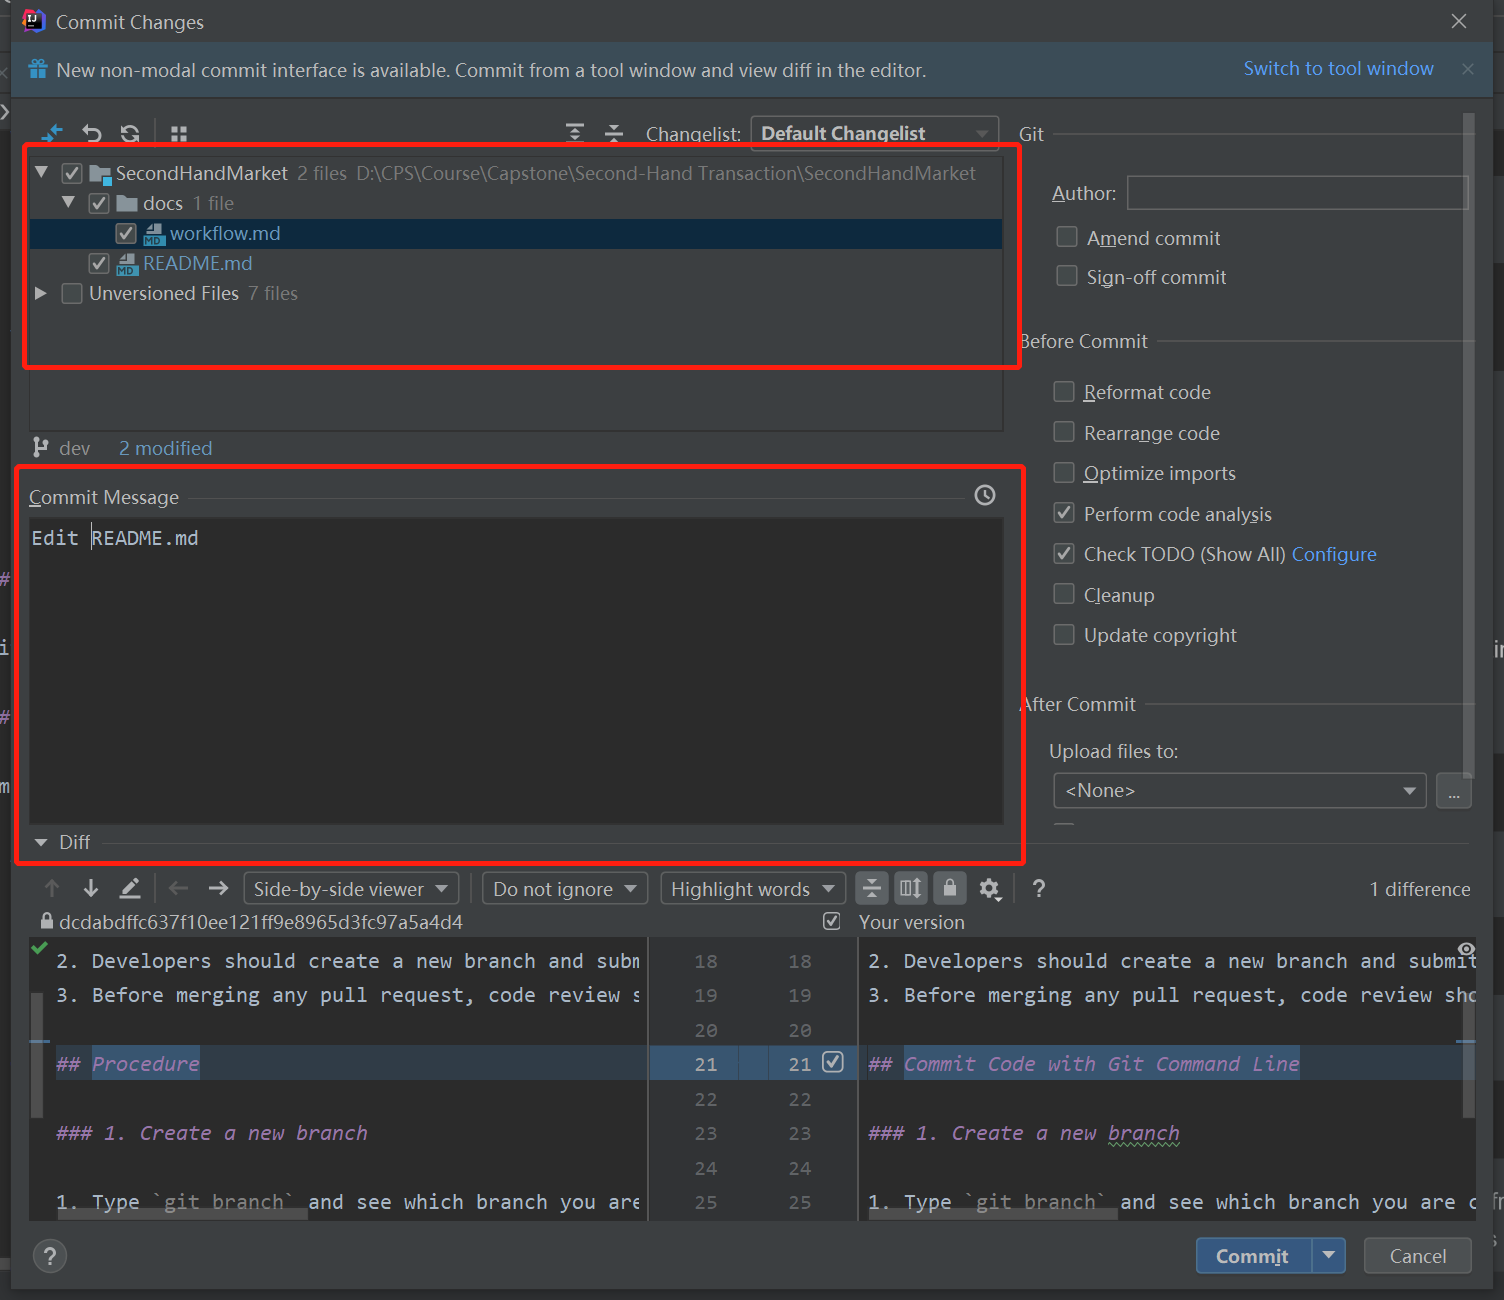 Commit Changes
New non-modal commit interface is available. Commit from a tool window and view diff in the editor.
Switch to tool window
Changelist: Default Changelist
Git
SecondHandMarket 2 files D:\CPS\Course\Capstone\Second-Hand Transaction\SecondHandMarket
docs 1 file
workflow.md
README.md
Unversioned Files 7 files
Author:
Amend commit
Sign-off commit
Before Commit
Reformat code
Rearrange code
Optimize imports
Perform code analysis
Check TODO (Show All) Configure
Cleanup
Update copyright
dev 2 modified
Commit Message
Edit README.md
After Commit
Upload files to:
<None>
...
Diff
Side-by-side viewer
Do not ignore
Highlight words
?
1 difference
dcdabdffc637f10ee121ff9e8965d3fc97a5a4d4
Your version
2. Developers should create a new branch and subm 18 18 2. Developers should create a new branch and submit
3. Before merging any pull request, code review s 19 19 3. Before merging any pull request, code review sho
20 20
## Procedure 21 21 ## Commit Code with Git Command Line
22 22
### 1. Create a new branch 23 23 ### 1. Create a new branch
24 24
1. Type `git branch` and see which branch you are 25 25 1. Type `git branch` and see which branch you are o
?
Commit
Cancel